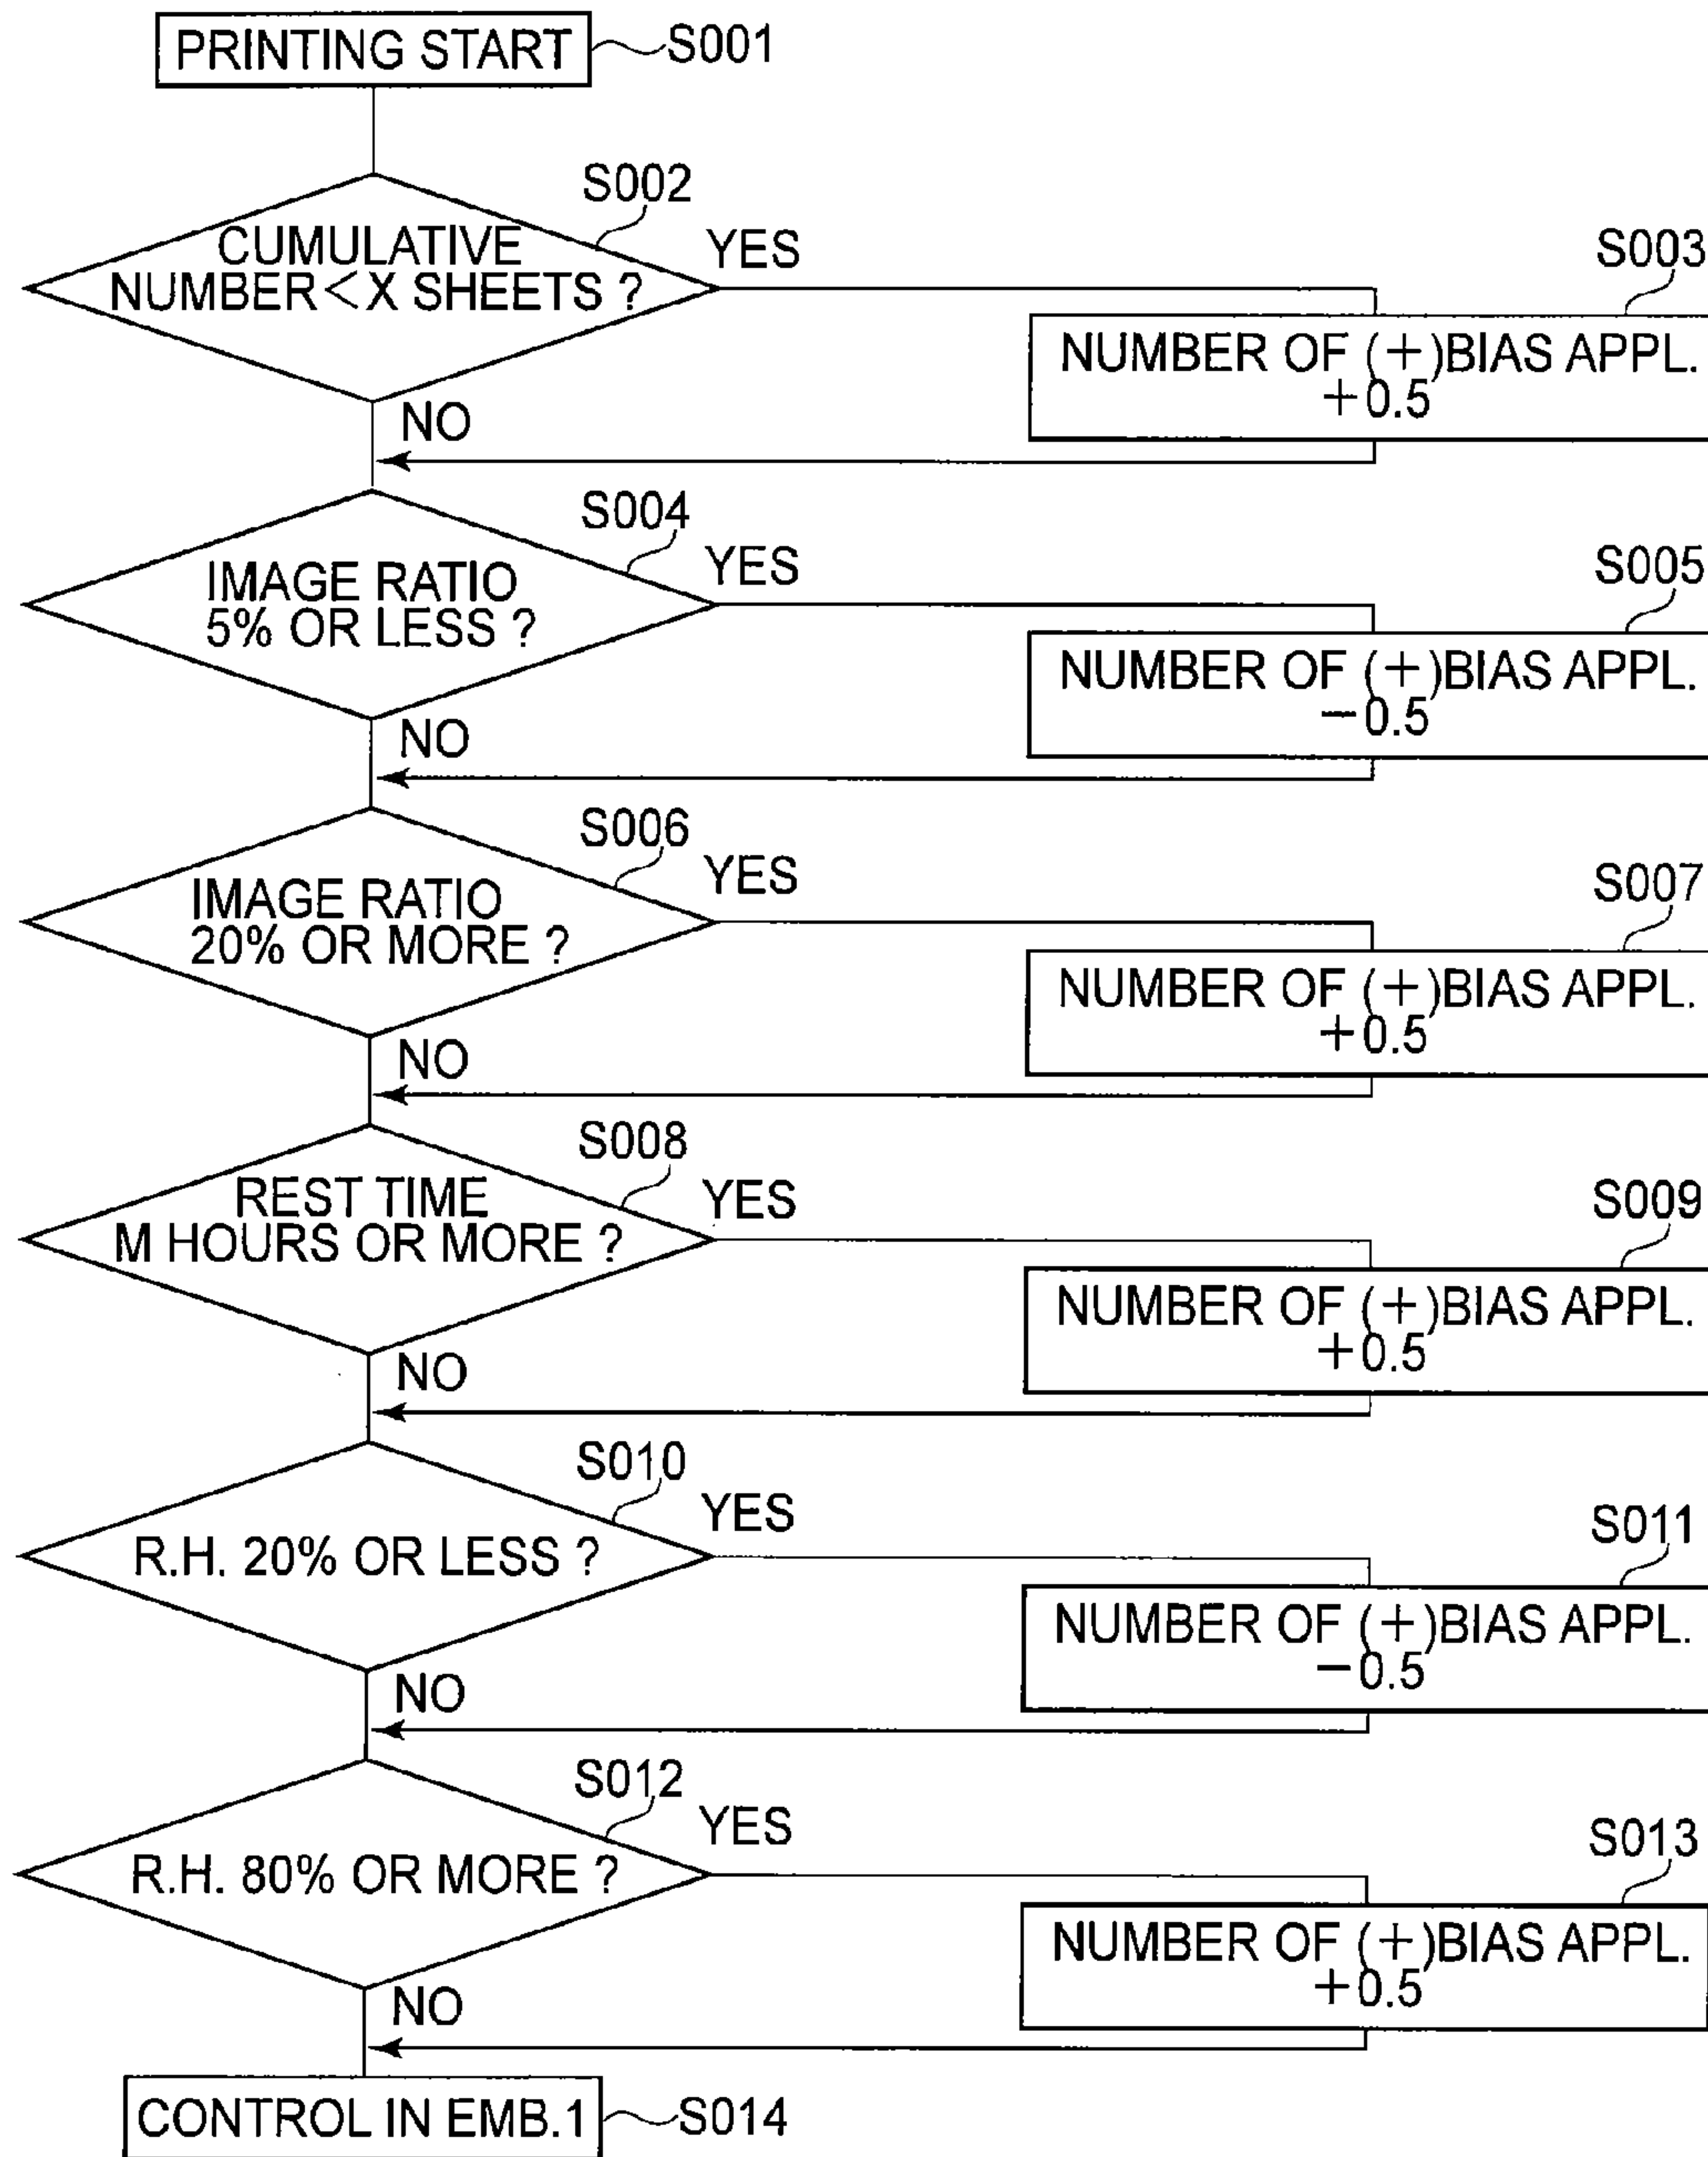 PRINTING START
S001
S002
CUMULATIVE
NUMBER<X SHEETS ?
YES
S003
NUMBER OF (+)BIAS APPL.
+0.5
NO
S004
IMAGE RATIO
5% OR LESS ?
YES
S005
NUMBER OF (+)BIAS APPL.
−0.5
NO
S006
IMAGE RATIO
20% OR MORE ?
YES
S007
NUMBER OF (+)BIAS APPL.
+0.5
NO
S008
REST TIME
M HOURS OR MORE ?
YES
S009
NUMBER OF (+)BIAS APPL.
+0.5
NO
S010
R.H. 20% OR LESS ?
YES
S011
NUMBER OF (+)BIAS APPL.
−0.5
NO
S012
R.H. 80% OR MORE ?
YES
S013
NUMBER OF (+)BIAS APPL.
+0.5
NO
CONTROL IN EMB.1
S014